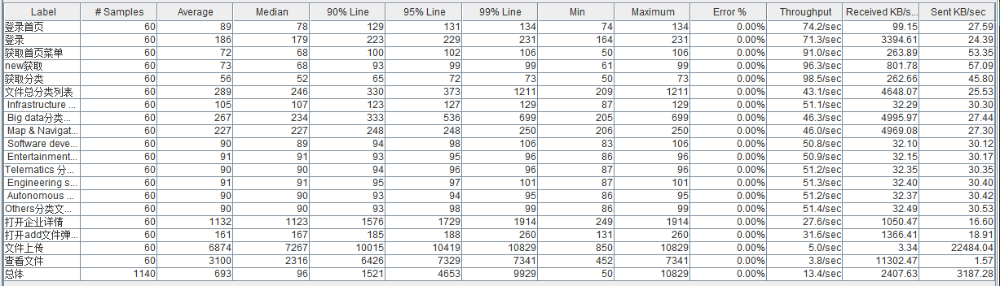 Label # Samples Average Median 90% Line 95% Line 99% Line Min Maximum Error % Throughput Received KB/s... Sent KB/sec
登录首页 60 89 78 129 131 134 74 134 0.00% 74.2/sec 99.15 27.59
登录 60 186 179 223 229 231 164 231 0.00% 71.3/sec 3394.61 24.39
获取首页菜单 60 72 68 100 102 106 50 106 0.00% 91.0/sec 263.89 53.35
new获取 60 73 68 93 99 99 61 99 0.00% 96.3/sec 801.78 57.09
获取分类 60 56 52 65 72 73 50 73 0.00% 98.5/sec 262.66 45.80
文件总分类列表 60 289 246 330 373 1211 209 1211 0.00% 43.1/sec 4648.07 25.53
Infrastructure ... 60 105 107 123 127 129 87 129 0.00% 51.1/sec 32.29 30.30
Big data分类... 60 267 234 333 536 699 205 699 0.00% 46.3/sec 4995.97 27.44
Map & Navigat... 60 227 227 248 248 250 206 250 0.00% 46.0/sec 4969.08 27.30
Software deve... 60 90 89 94 98 106 83 106 0.00% 50.8/sec 32.10 30.12
Entertainment... 60 91 91 93 95 96 86 96 0.00% 50.9/sec 32.15 30.17
Telematics 分... 60 90 90 94 96 96 87 96 0.00% 51.2/sec 32.35 30.35
Engineering s... 60 91 91 95 97 101 87 101 0.00% 51.3/sec 32.40 30.40
Autonomous ... 60 90 90 93 94 95 86 95 0.00% 51.2/sec 32.37 30.42
Others分类文... 60 90 90 93 98 99 86 99 0.00% 51.4/sec 32.49 30.53
打开企业详情 60 1132 1123 1576 1729 1914 249 1914 0.00% 27.6/sec 1050.47 16.60
打开add文件弹... 60 161 167 185 188 260 131 260 0.00% 31.6/sec 1366.41 18.91
文件上传 60 6874 7267 10015 10419 10829 850 10829 0.00% 5.0/sec 3.34 22484.04
查看文件 60 3100 2316 6426 7329 7341 452 7341 0.00% 3.8/sec 11302.47 1.57
总体 1140 693 96 1521 4653 9929 50 10829 0.00% 13.4/sec 2407.63 3187.28